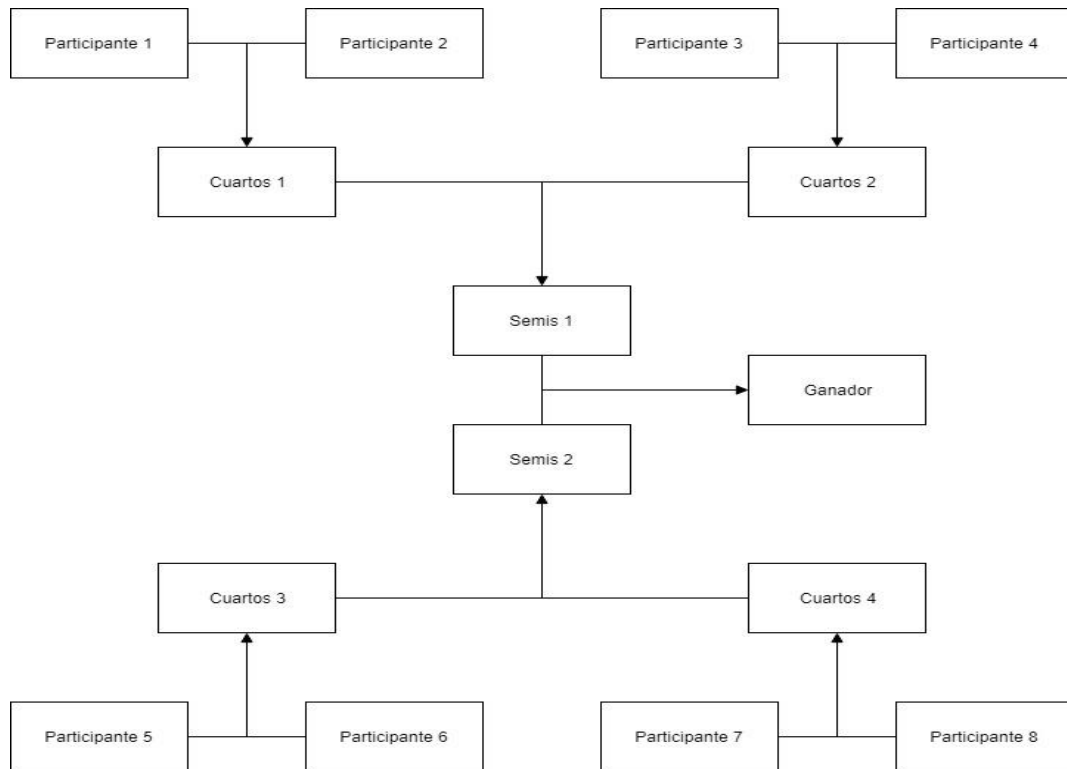 Participante 1
Participante 2
Participante 3
Participante 4
Cuartos 1
Cuartos 2
Semis 1
Ganador
Semis 2
Cuartos 3
Cuartos 4
Participante 5
Participante 6
Participante 7
Participante 8